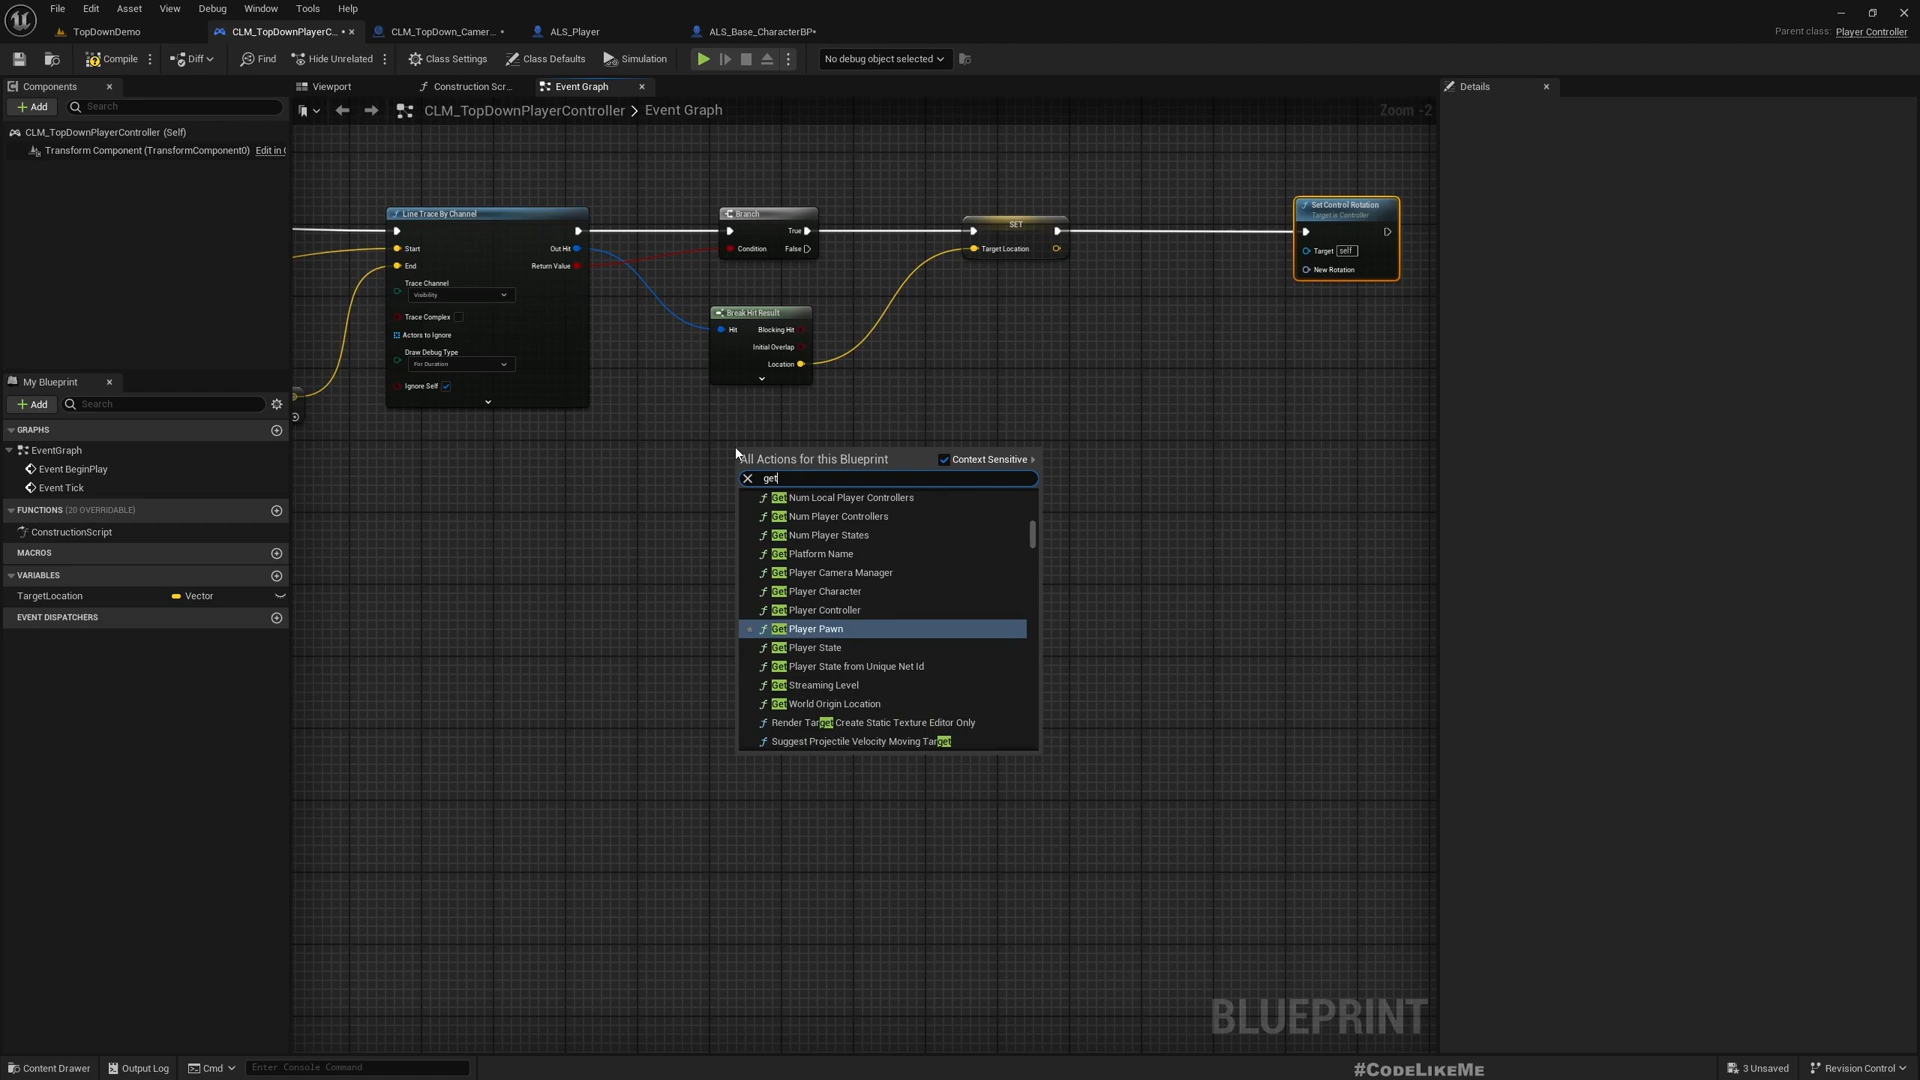 File Edit Asset View Debug Window Tools Help
TopDownDemo
CLM_TopDownPlayerC...
CLM_TopDown_Camer...
ALS_Player
ALS_Base_CharacterBP*
Parent class: Player Controller
Compile
Diff
Find
Hide Unrelated
Class Settings
Class Defaults
Simulation
No debug object selected
Components
Add
Search
CLM_TopDownPlayerController (Self)
Transform Component (TransformComponent0) Edit in C
Viewport
Construction Scr...
Event Graph
CLM_TopDownPlayerController > Event Graph
Zoom -2
Details
Line Trace By Channel
Start
End
Out Hit
Return Value
Trace Channel
Visibility
Trace Complex
Actors to Ignore
Draw Debug Type
For Duration
Ignore Self
Branch
True
Condition
False
Break Hit Result
Hit
Blocking Hit
Initial Overlap
Location
SET
Target Location
Set Control Rotation
Target is Controller
Target self
New Rotation
My Blueprint
Add
Search
GRAPHS
EventGraph
Event BeginPlay
Event Tick
FUNCTIONS (20 OVERRIDABLE)
ConstructionScript
MACROS
VARIABLES
TargetLocation Vector
EVENT DISPATCHERS
All Actions for this Blueprint
Context Sensitive
get
Get Num Local Player Controllers
Get Num Player Controllers
Get Num Player States
Get Platform Name
Get Player Camera Manager
Get Player Character
Get Player Controller
Get Player Pawn
Get Player State
Get Player State from Unique Net Id
Get Streaming Level
Get World Origin Location
Render Target Create Static Texture Editor Only
Suggest Projectile Velocity Moving Target
BLUEPRINT
Content Drawer
Output Log
Cmd
Enter Console Command
#CODELIKEME
3 Unsaved
Revision Control